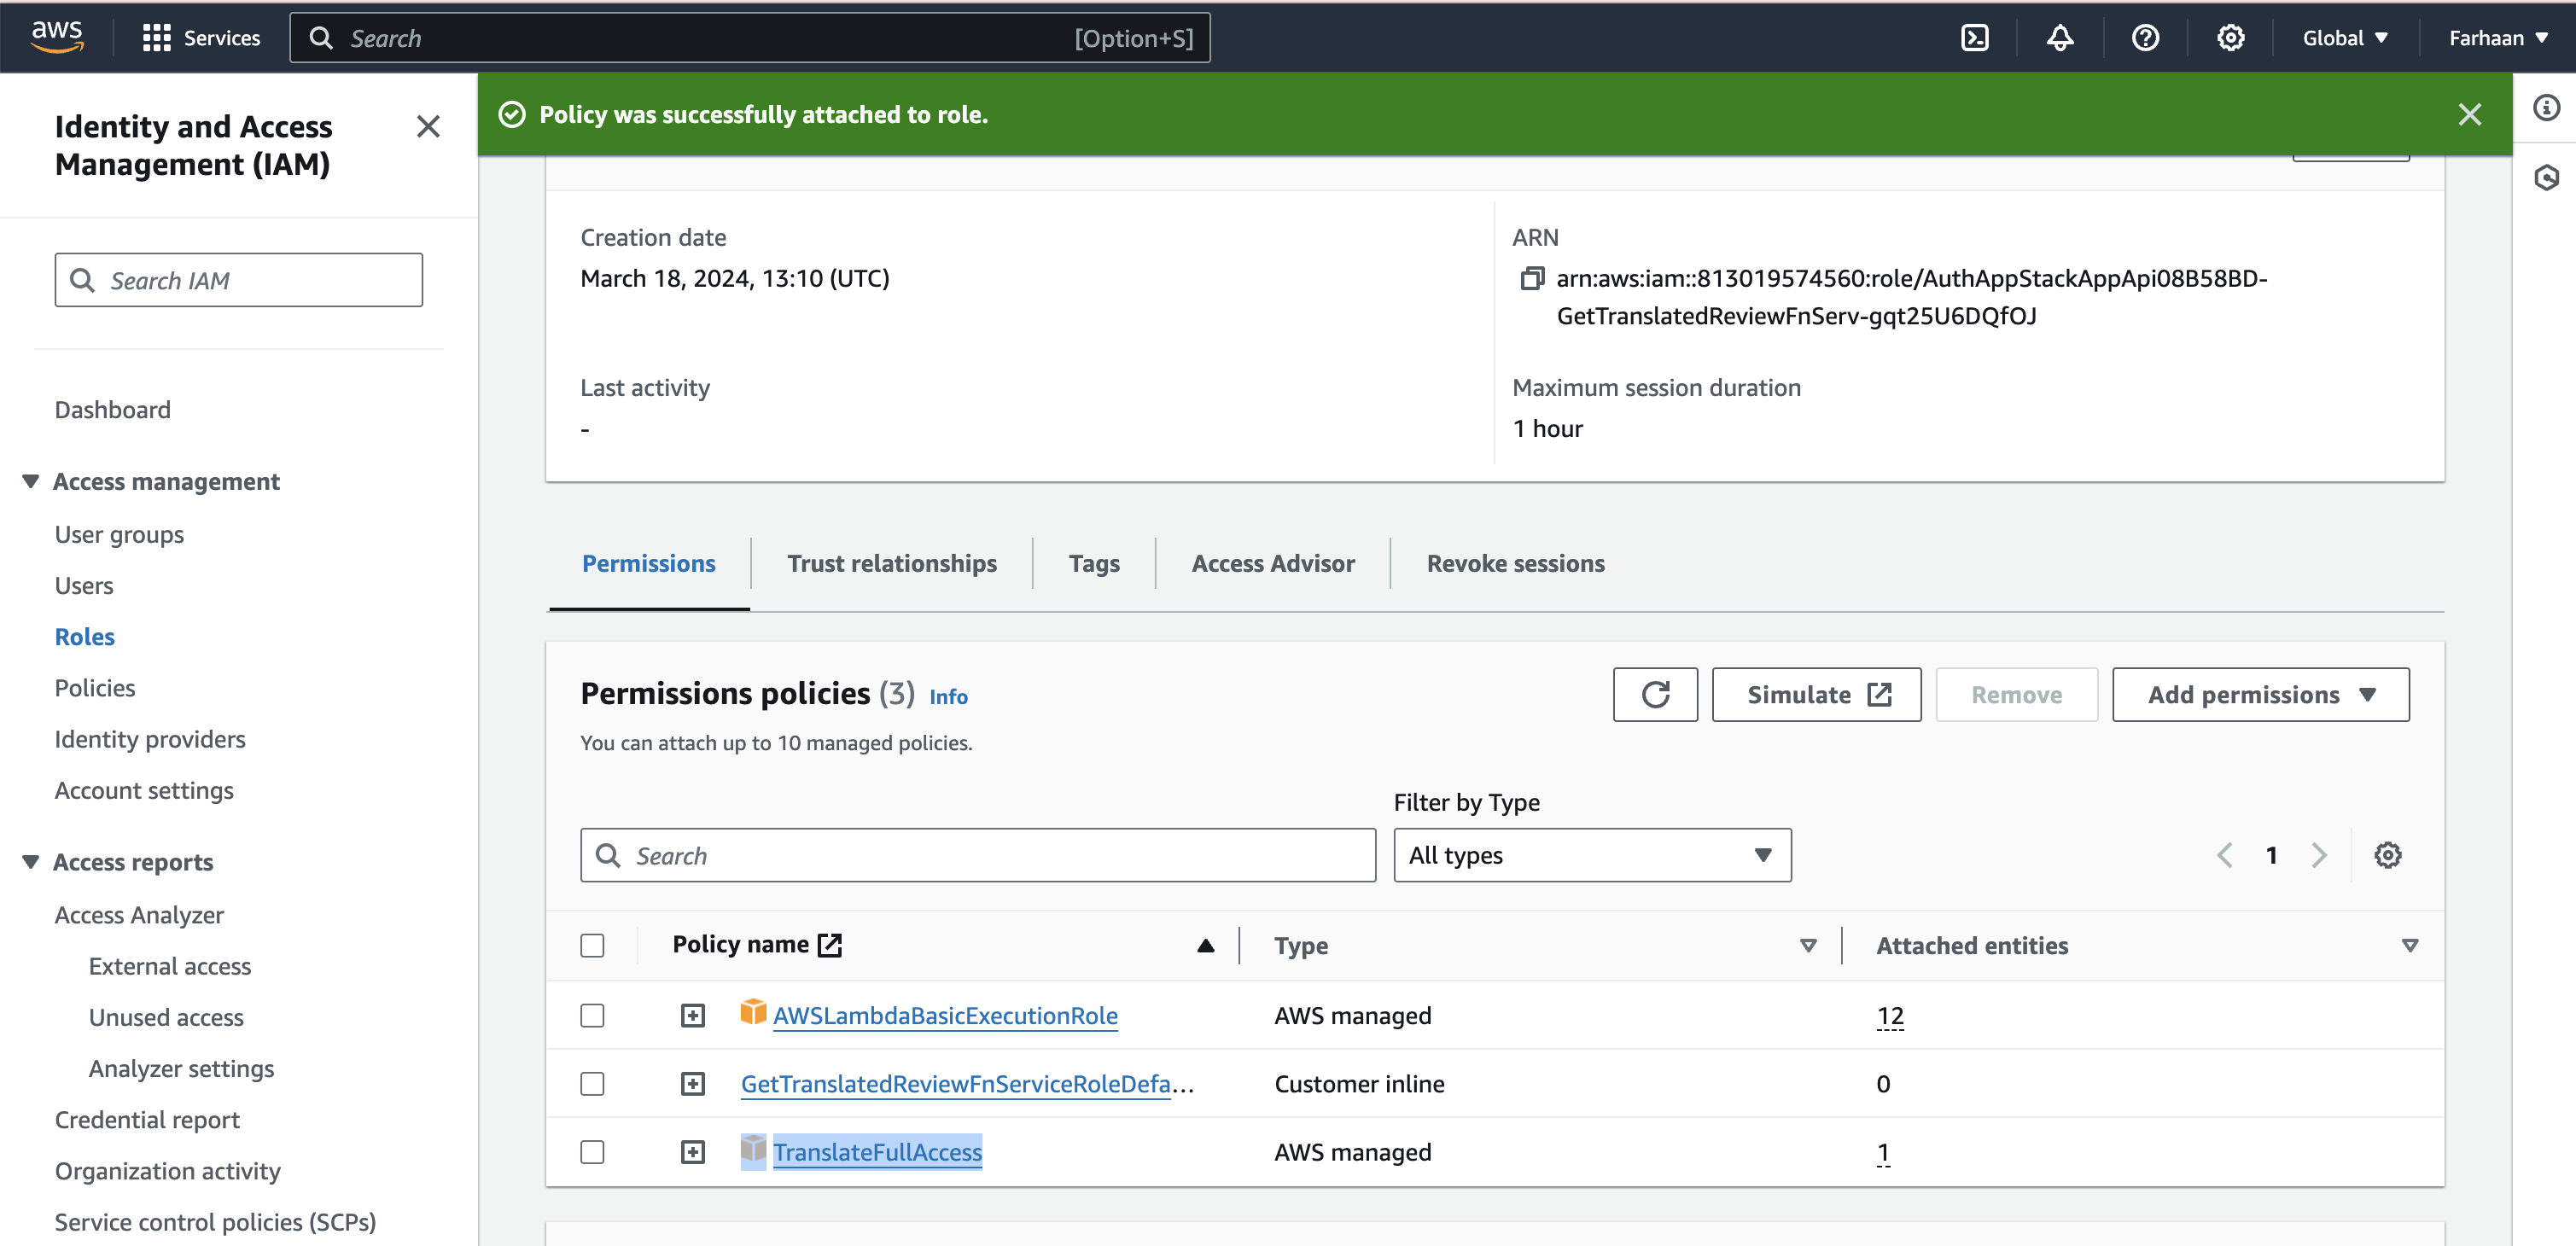 aws
Services
Search
[Option+S]
Global
Farhaan
Identity and Access
Management (IAM)
Search IAM
Dashboard
Access management
User groups
Users
Roles
Policies
Identity providers
Account settings
Access reports
Access Analyzer
External access
Unused access
Analyzer settings
Credential report
Organization activity
Service control policies (SCPs)
Policy was successfully attached to role.
Creation date
March 18, 2024, 13:10 (UTC)
ARN
arn:aws:iam::813019574560:role/AuthAppStackAppApi08B58BD-
GetTranslatedReviewFnServ-gqt25U6DQfOJ
Last activity
-
Maximum session duration
1 hour
Permissions
Trust relationships
Tags
Access Advisor
Revoke sessions
Permissions policies (3) Info
You can attach up to 10 managed policies.
Simulate
Remove
Add permissions
Filter by Type
Search
All types
1
Policy name
Type
Attached entities
AWSLambdaBasicExecutionRole
AWS managed
12
GetTranslatedReviewFnServiceRoleDefa...
Customer inline
0
TranslateFullAccess
AWS managed
1